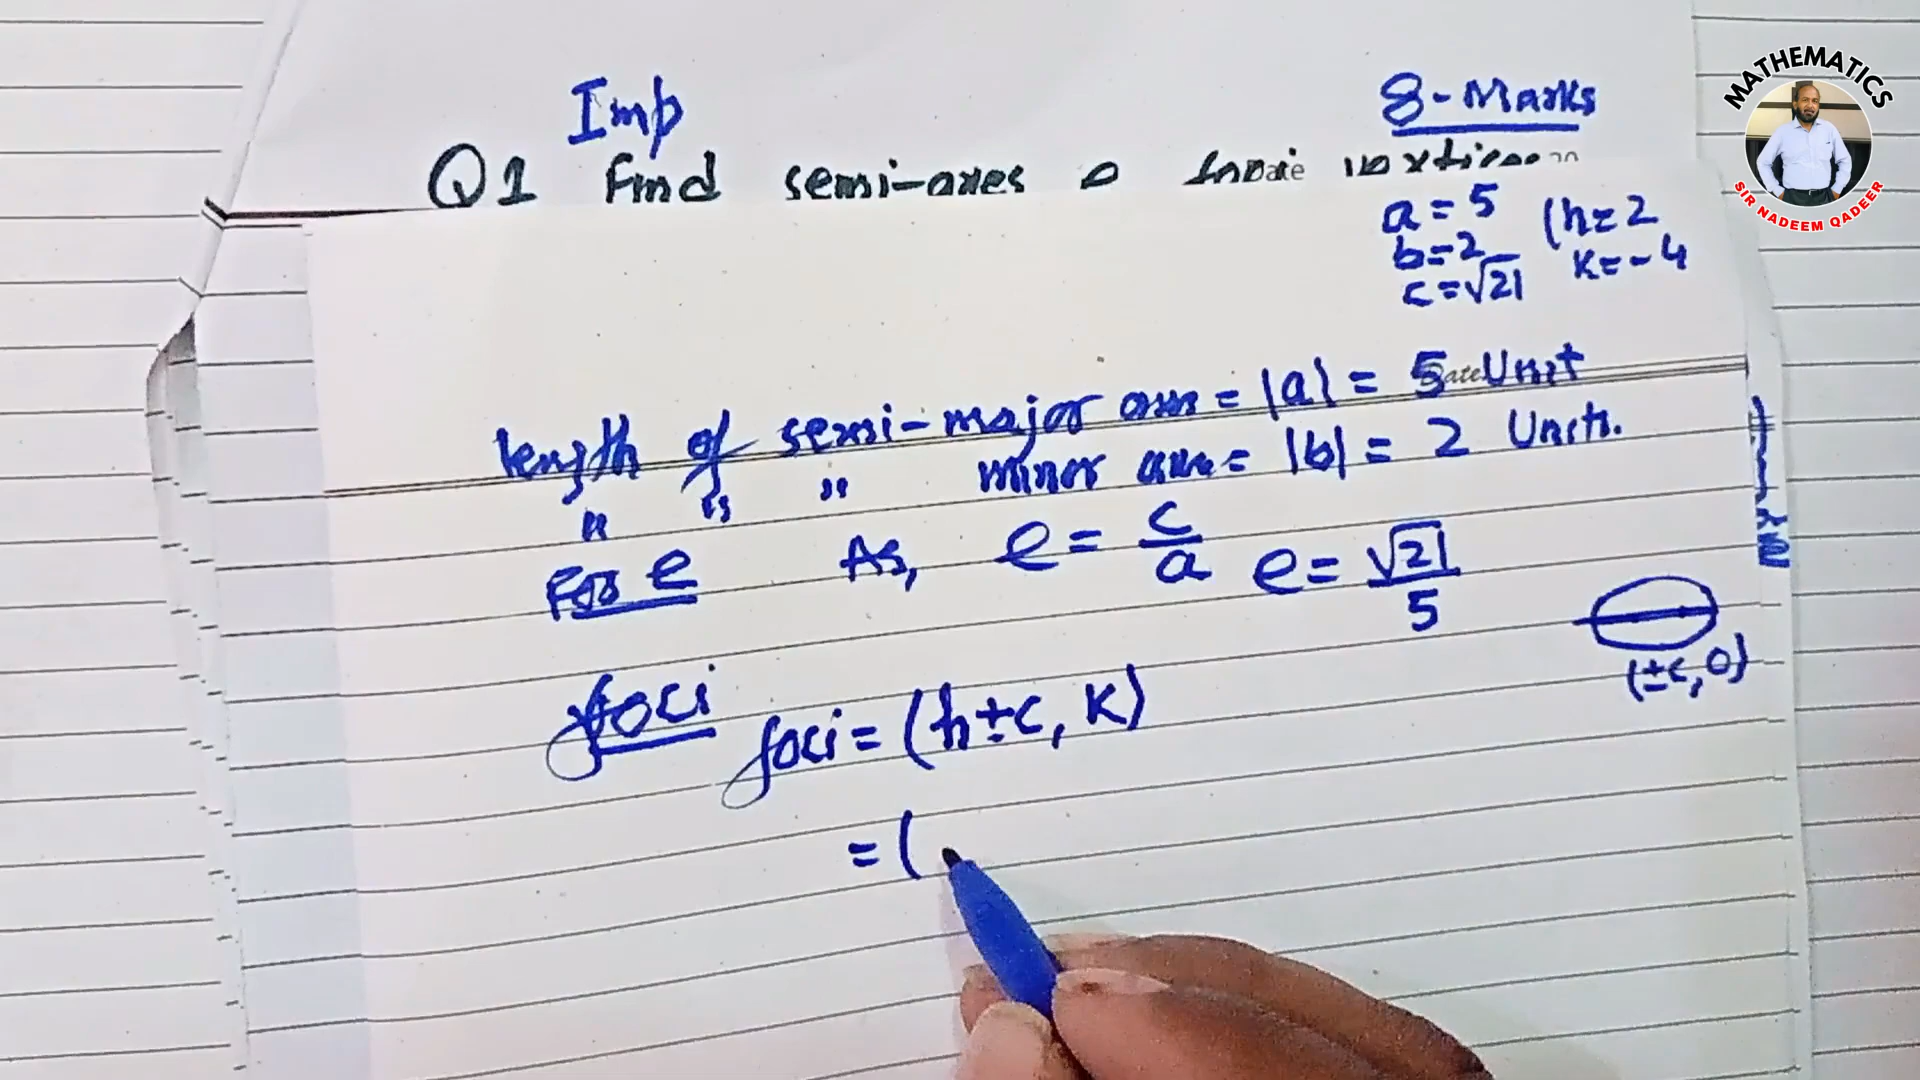 Imp
8-Marks
MATHEMATICS
SIR NADEEM QADEER
Q1 Find semi-axes e
a = 5 (h = 2
b = 2 k = -4
c = √21
length of semi-major axis = |a| = 5 Unit
" " " minor axis = |b| = 2 Units.
For e As, e = c/a e = √21/5
(±c, 0)
foci foci = (h±c, k)
= (